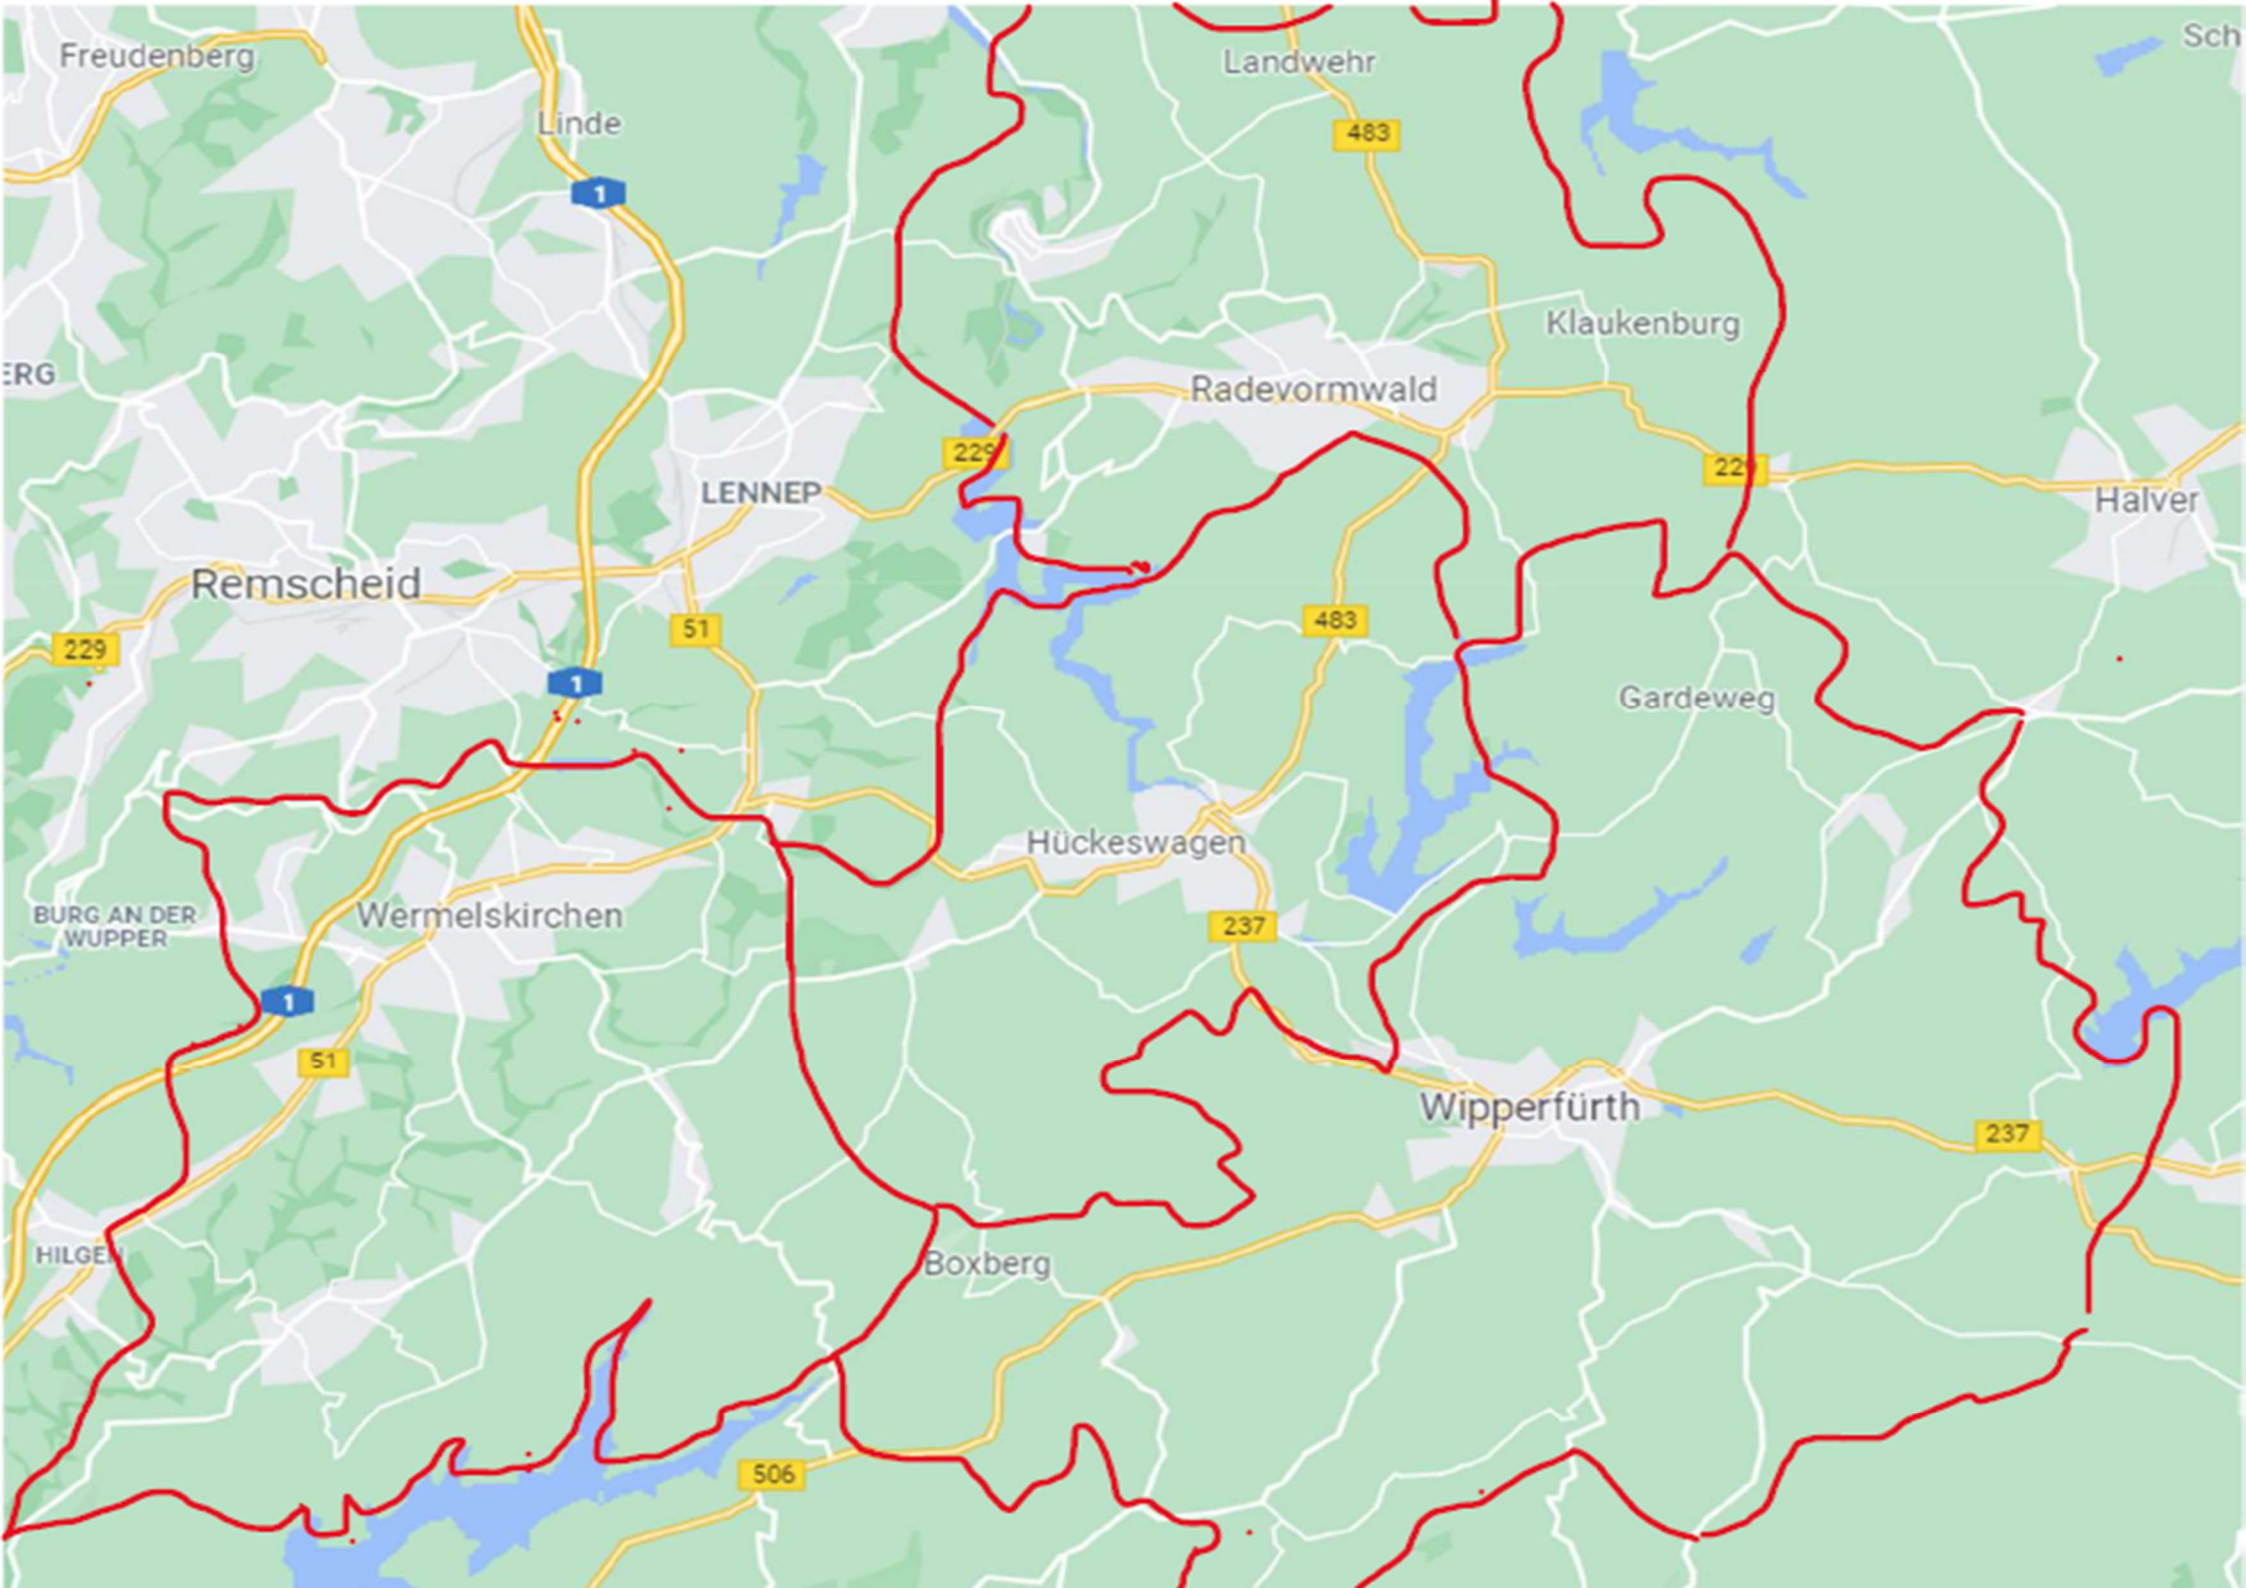 Freudenberg
Landwehr
Sch
Linde
483
1
Klaukenburg
ERG
Radevormwald
229
229
LENNEP
Halver
Remscheid
483
51
229
1
Gardeweg
Hückeswagen
BURG AN DER
WUPPER
Wermelskirchen
237
1
51
Wipperfürth
237
HILGEN
Boxberg
506